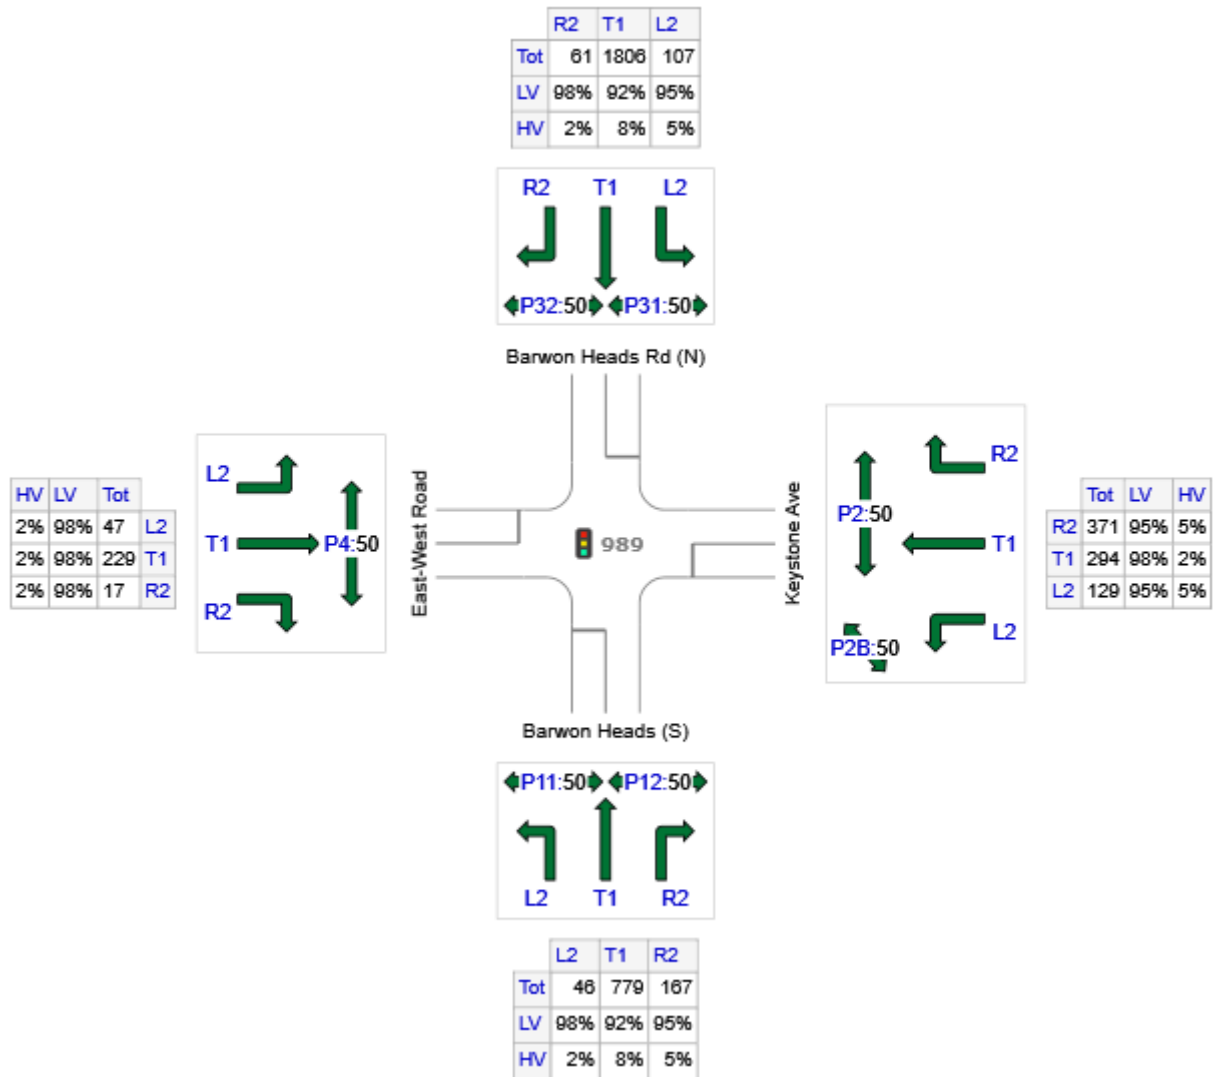 R2 T1 L2
Tot 61 1806 107
LV 98% 92% 95%
HV 2% 8% 5%
R2 T1 L2
P32:50 P31:50
Barwon Heads Rd (N)
HV LV Tot
2% 98% 47 L2
2% 98% 229 T1
2% 98% 17 R2
L2
T1
R2
P4:50
East-West Road
989
Keystone Ave
P2:50
P2B:50
R2
T1
L2
Tot LV HV
R2 371 95% 5%
T1 294 98% 2%
L2 129 95% 5%
Barwon Heads (S)
P11:50 P12:50
L2 T1 R2
L2 T1 R2
Tot 46 779 167
LV 98% 92% 95%
HV 2% 8% 5%